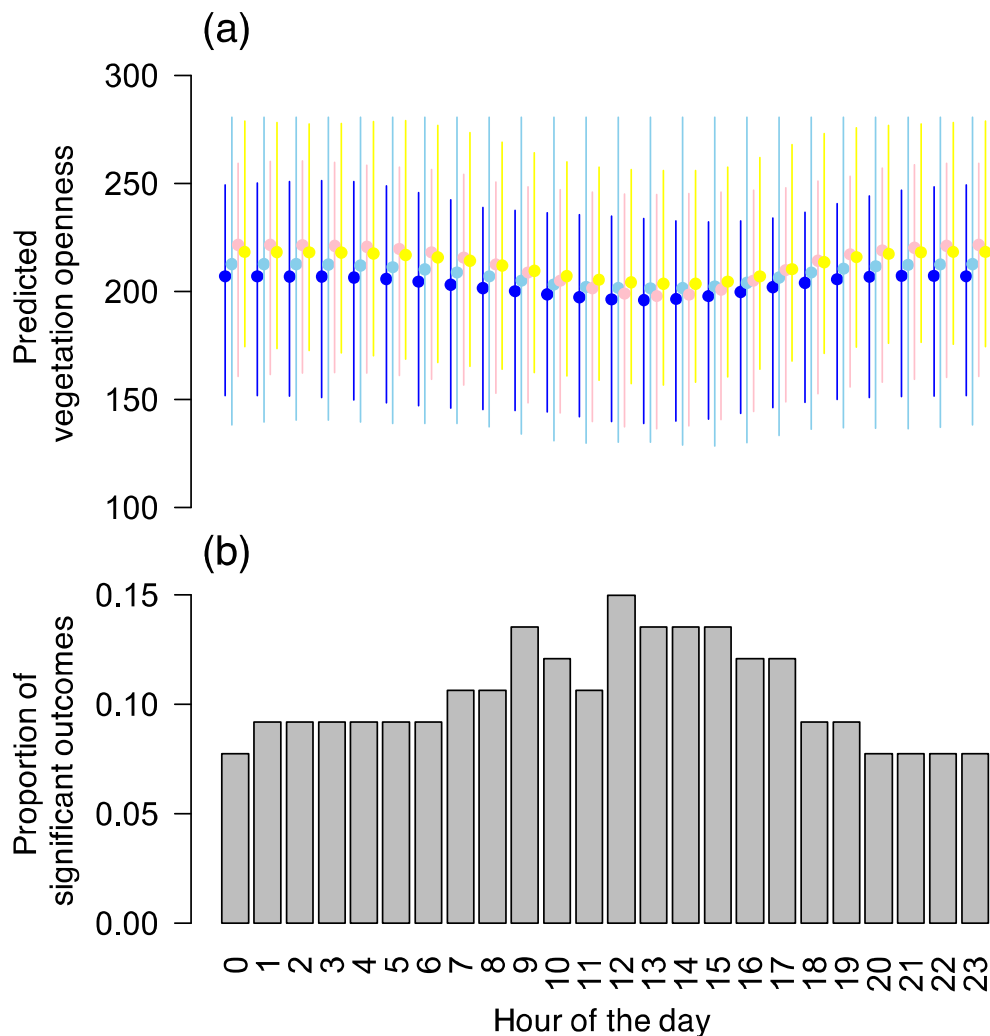 (a)
300
250
200
150
100
Predicted
vegetation openness
(b)
0.15
0.10
0.05
0.00
Proportion of
significant outcomes
0 1 2 3 4 5 6 7 8 9 10 11 12 13 14 15 16 17 18 19 20 21 22 23
Hour of the day